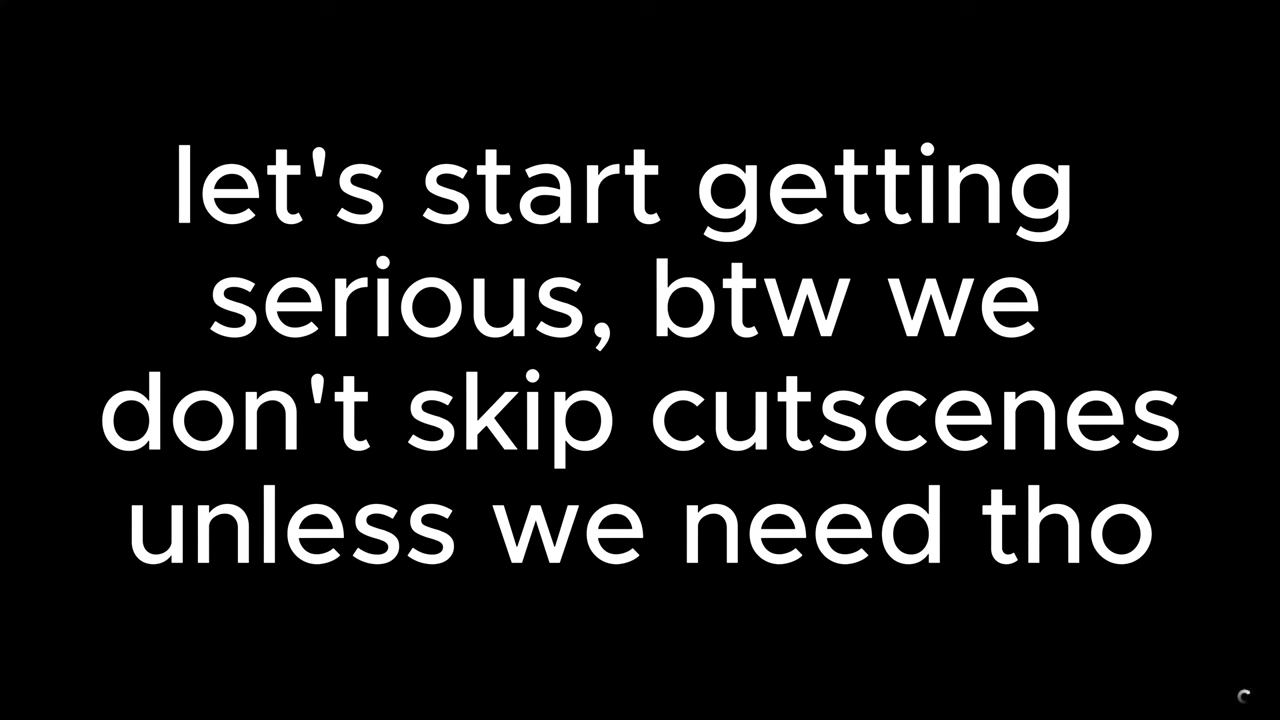 let's start getting
serious, btw we
don't skip cutscenes
unless we need tho